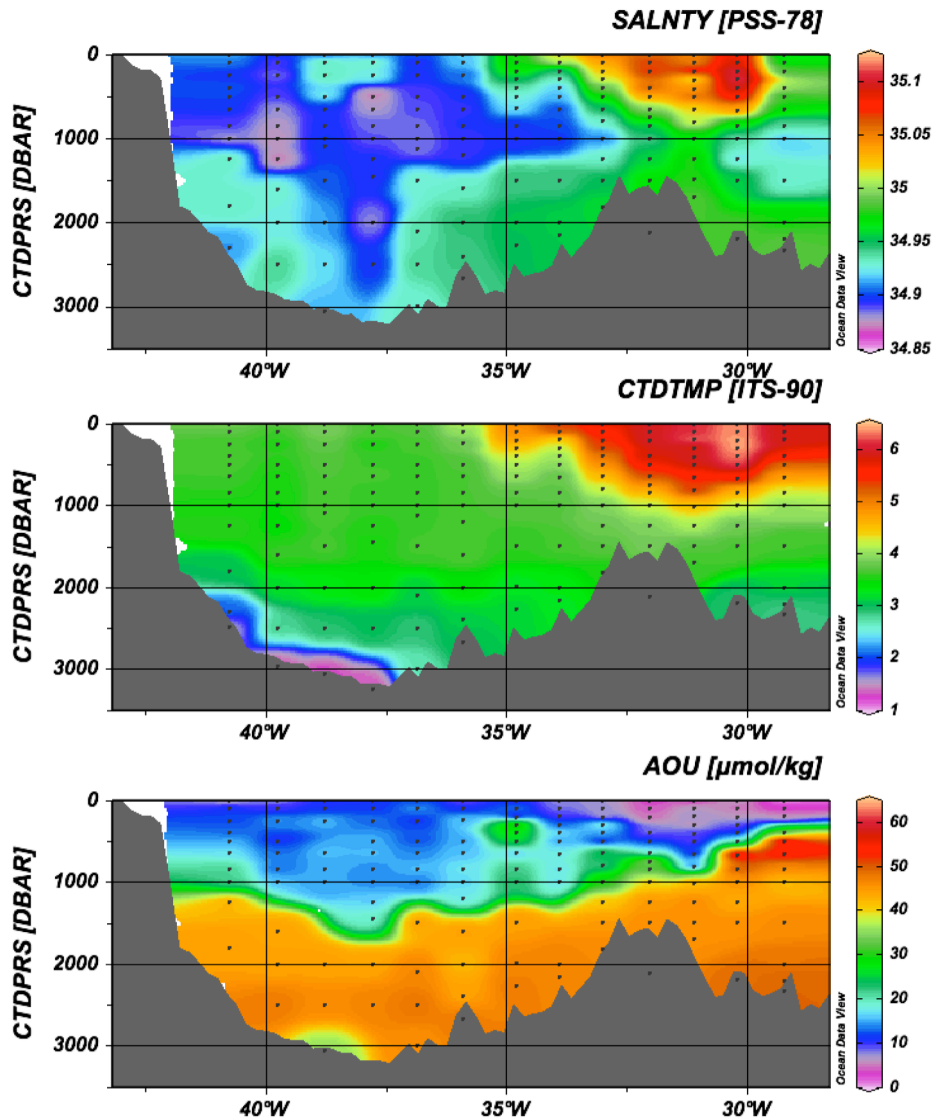 SALNTY [PSS-78]
0
1000
2000
3000
CTDPRS [DBAR]
40°W
35°W
30°W
Ocean Data View
35.1
35.05
35
34.95
34.9
34.85
CTDTMP [ITS-90]
0
1000
2000
3000
CTDPRS [DBAR]
40°W
35°W
30°W
Ocean Data View
6
5
4
3
2
1
AOU [µmol/kg]
0
1000
2000
3000
CTDPRS [DBAR]
40°W
35°W
30°W
Ocean Data View
60
50
40
30
20
10
0